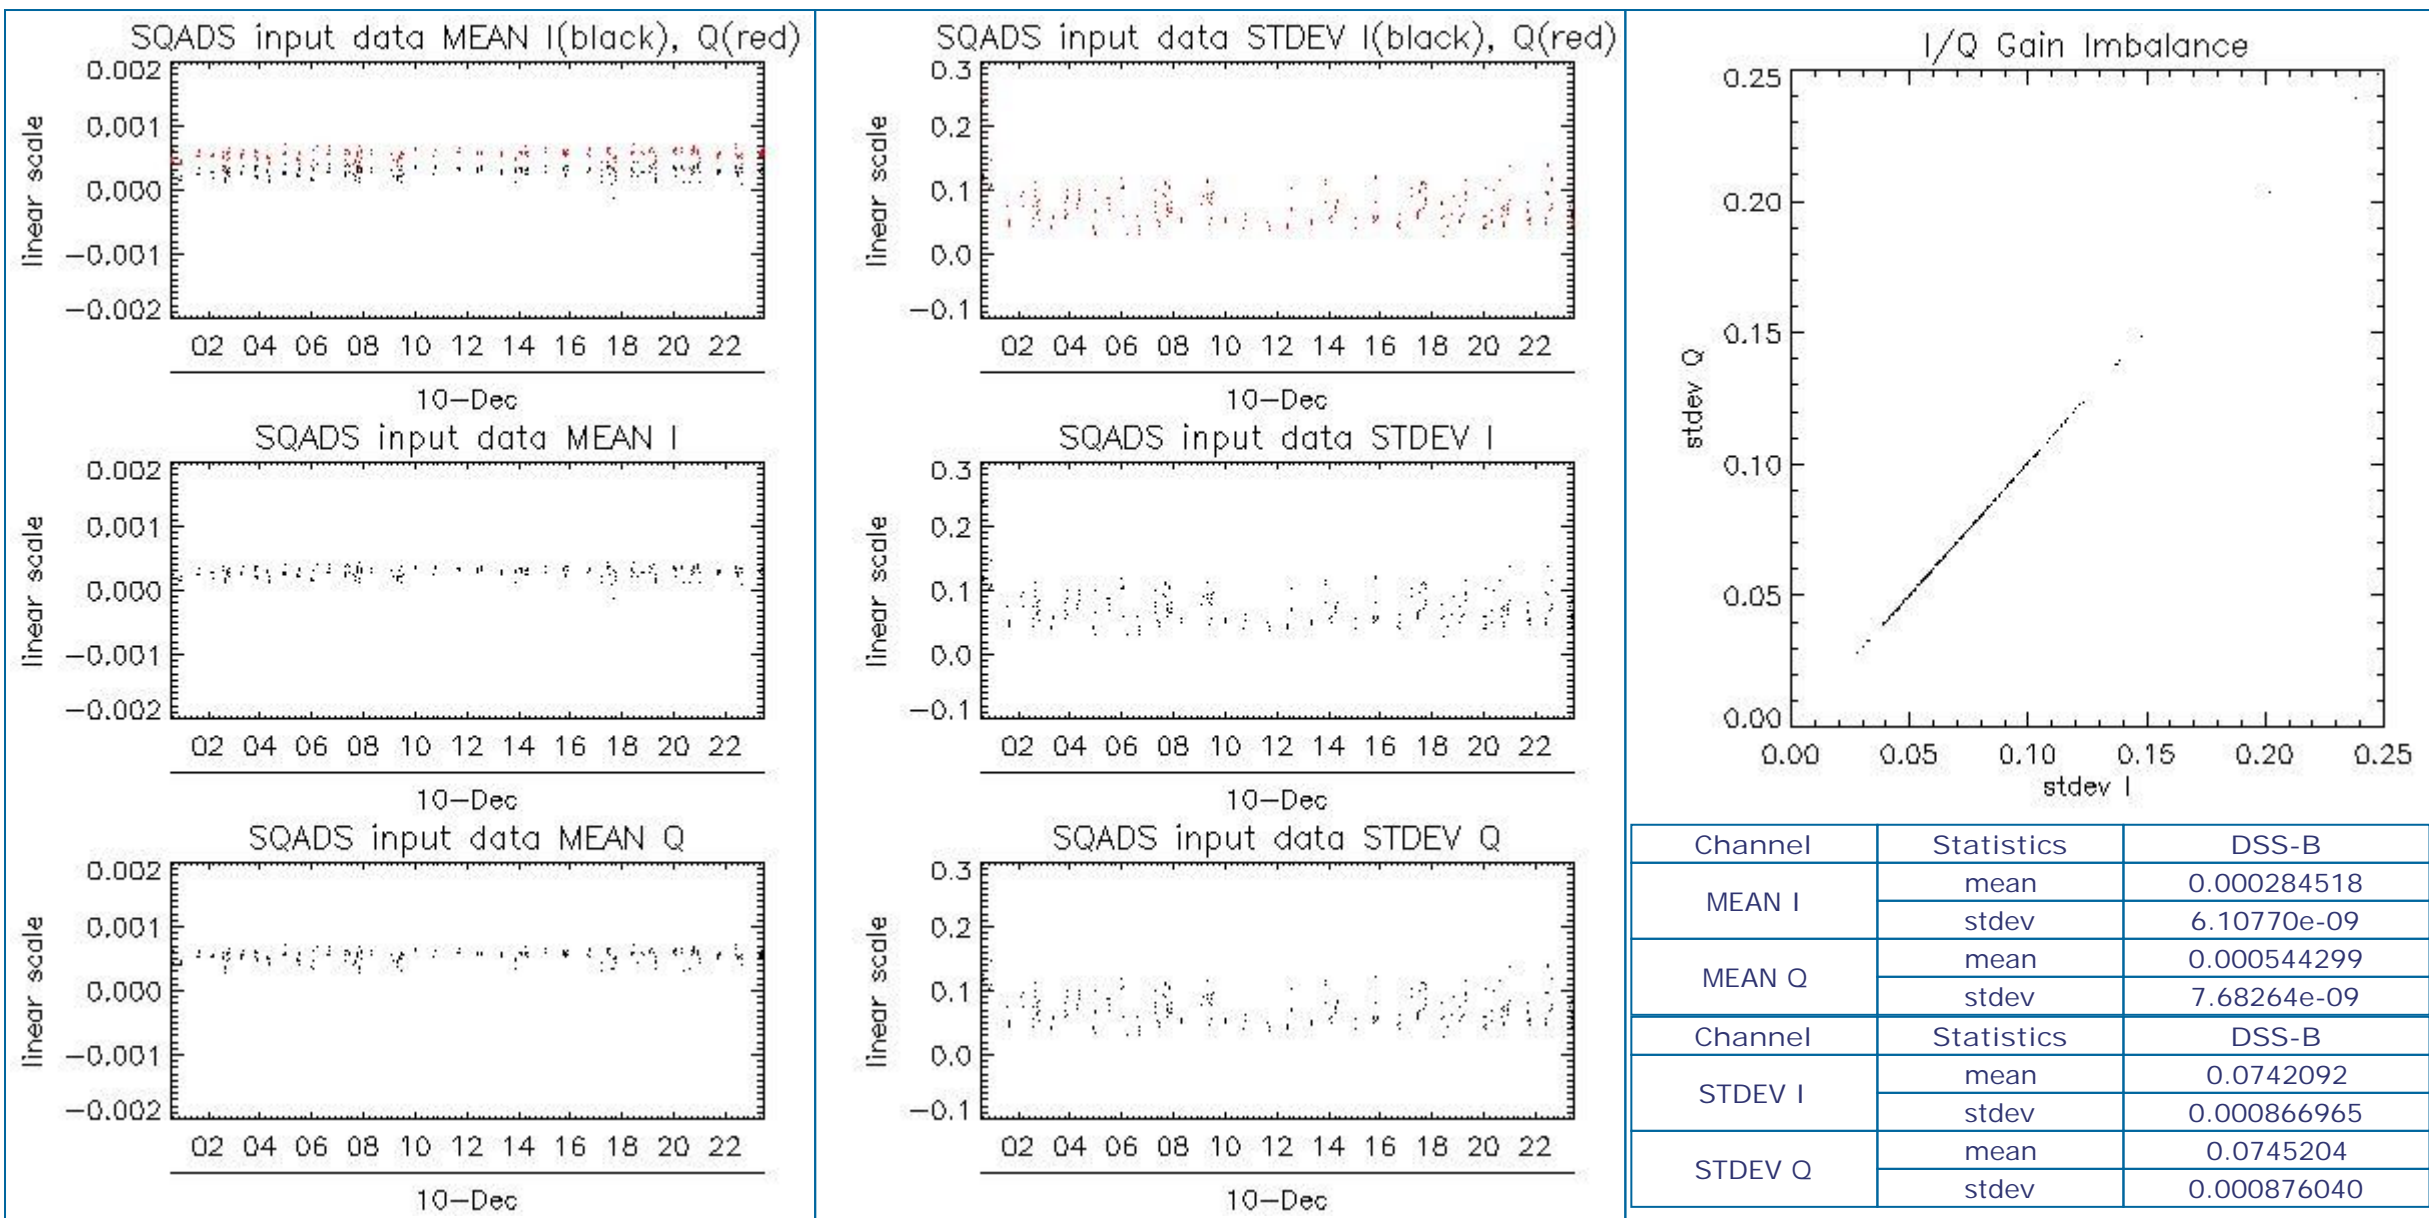 SQADS input data MEAN I(black), Q(red)
0.002
0.001
0.000
-0.001
-0.002
linear scale
02 04 06 08 10 12 14 16 18 20 22
10-Dec
SQADS input data MEAN I
0.002
0.001
0.000
-0.001
-0.002
linear scale
02 04 06 08 10 12 14 16 18 20 22
10-Dec
SQADS input data MEAN Q
0.002
0.001
0.000
-0.001
-0.002
linear scale
02 04 06 08 10 12 14 16 18 20 22
10-Dec
SQADS input data STDEV I(black), Q(red)
0.3
0.2
0.1
0.0
-0.1
linear scale
02 04 06 08 10 12 14 16 18 20 22
10-Dec
SQADS input data STDEV I
0.3
0.2
0.1
0.0
-0.1
linear scale
02 04 06 08 10 12 14 16 18 20 22
10-Dec
SQADS input data STDEV Q
0.3
0.2
0.1
0.0
-0.1
linear scale
02 04 06 08 10 12 14 16 18 20 22
10-Dec
I/Q Gain Imbalance
0.25
0.20
0.15
0.10
0.05
0.00
stdev Q
0.00 0.05 0.10 0.15 0.20 0.25
stdev I
Channel Statistics DSS-B
MEAN I mean 0.000284518
stdev 6.10770e-09
MEAN Q mean 0.000544299
stdev 7.68264e-09
Channel Statistics DSS-B
STDEV I mean 0.0742092
stdev 0.000866965
STDEV Q mean 0.0745204
stdev 0.000876040